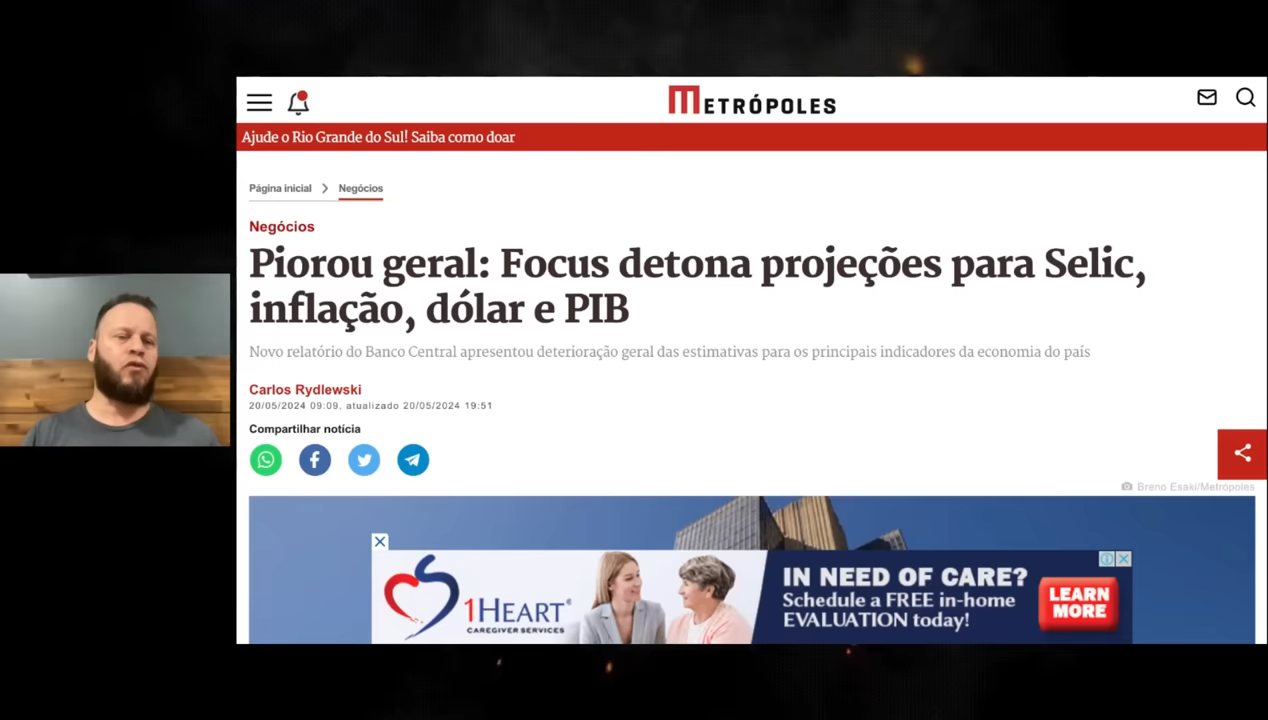 METRÓPOLES
Ajude o Rio Grande do Sul! Saiba como doar
Página inicial
Negócios
Negócios
Piorou geral: Focus detona projeções para Selic,
inflação, dólar e PIB
Novo relatório do Banco Central apresentou deterioração geral das estimativas para os principais indicadores da economia do país
Carlos Rydlewski
20/05/2024 09:09, atualizado 20/05/2024 19:51
Compartilhar notícia
Breno Esaki/Metrópoles
1HEART®
CAREGIVER SERVICES
IN NEED OF CARE?
Schedule a FREE in-home
EVALUATION today!
LEARN
MORE